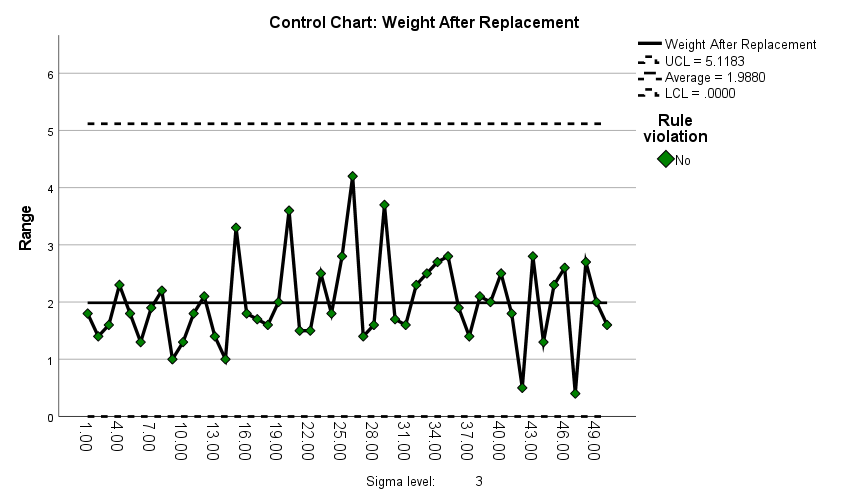 Control Chart: Weight After Replacement
Weight After Replacement
UCL = 5.1183
Average = 1.9880
LCL = .0000
Rule
violation
No
Range
6
5
4
3
2
1
0
1.00
4.00
7.00
10.00
13.00
16.00
19.00
22.00
25.00
28.00
31.00
34.00
37.00
40.00
43.00
46.00
49.00
Sigma level: 3